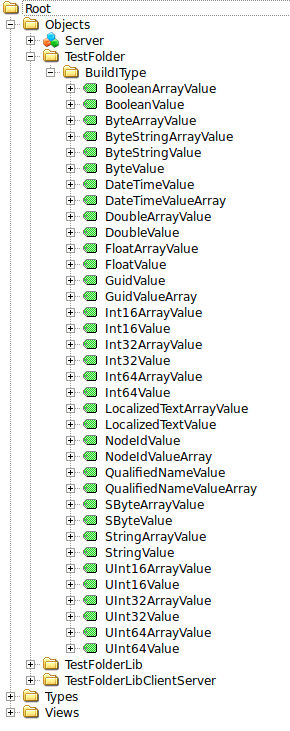 Root
Objects
Server
TestFolder
BuildIType
BooleanArrayValue
BooleanValue
ByteArrayValue
ByteStringArrayValue
ByteStringValue
ByteValue
DateTimeValue
DateTimeValueArray
DoubleArrayValue
DoubleValue
FloatArrayValue
FloatValue
GuidValue
GuidValueArray
Int16ArrayValue
Int16Value
Int32ArrayValue
Int32Value
Int64ArrayValue
Int64Value
LocalizedTextArrayValue
LocalizedTextValue
NodeIdValue
NodeIdValueArray
QualifiedNameValue
QualifiedNameValueArray
SByteArrayValue
SByteValue
StringArrayValue
StringValue
UInt16ArrayValue
UInt16Value
UInt32ArrayValue
UInt32Value
UInt64ArrayValue
UInt64Value
TestFolderLib
TestFolderLibClientServer
Types
Views